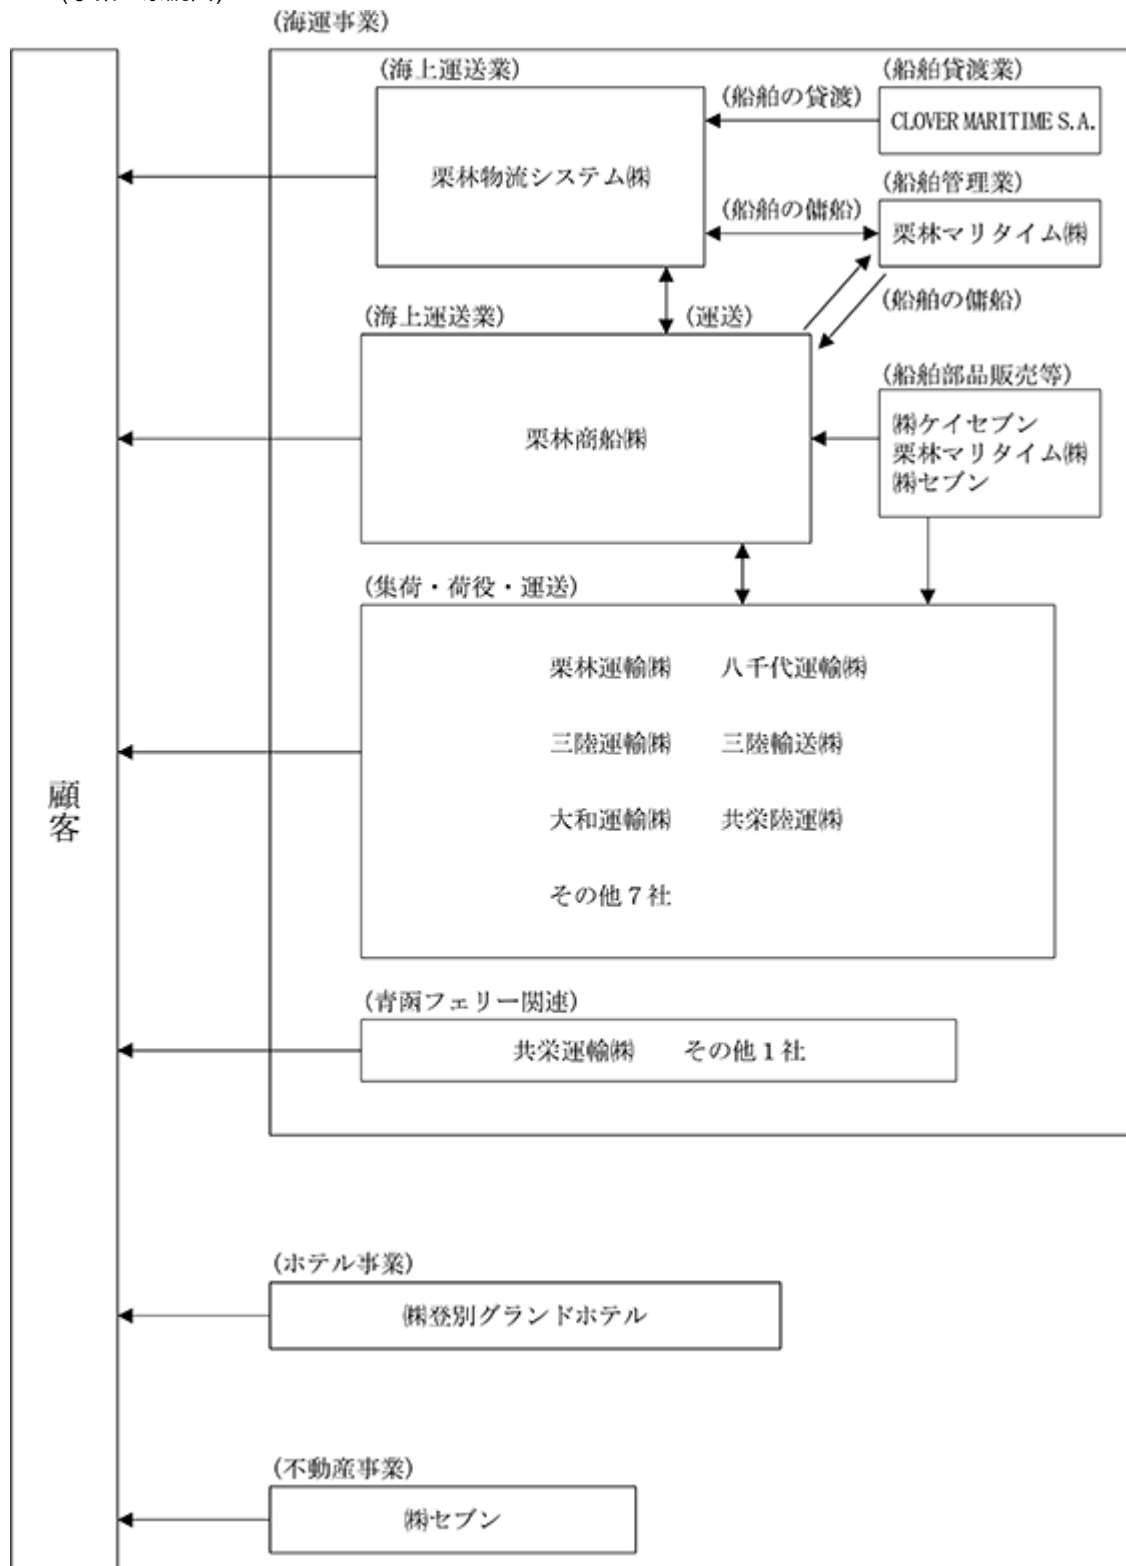 (海運事業)
(海上運送業)
(船舶貸渡業)
(船舶の貸渡)
CLOVER MARITIME S.A.
栗林物流システム㈱
(船舶管理業)
(船舶の傭船)
栗林マリタイム㈱
(船舶の傭船)
(海上運送業)
(運送)
(船舶部品販売等)
㈱ケイセブン
栗林マリタイム㈱
㈱セブン
栗林商船㈱
(集荷・荷役・運送)
栗林運輸㈱ 八千代運輸㈱
三陸運輸㈱ 三陸輸送㈱
大和運輸㈱ 共栄陸運㈱
その他7社
顧客
(青函フェリー関連)
共栄運輸㈱ その他1社
(ホテル事業)
㈱登別グランドホテル
(不動産事業)
㈱セブン